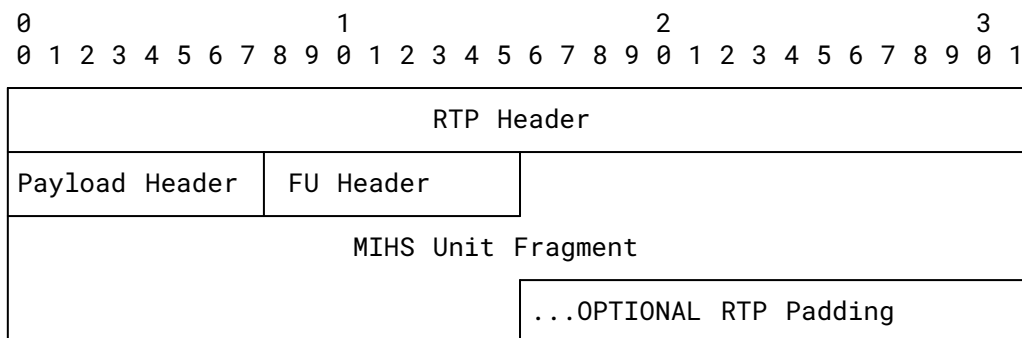 0 1 2 3
0 1 2 3 4 5 6 7 8 9 0 1 2 3 4 5 6 7 8 9 0 1 2 3 4 5 6 7 8 9 0 1
RTP Header
Payload Header FU Header
MIHS Unit Fragment
...OPTIONAL RTP Padding